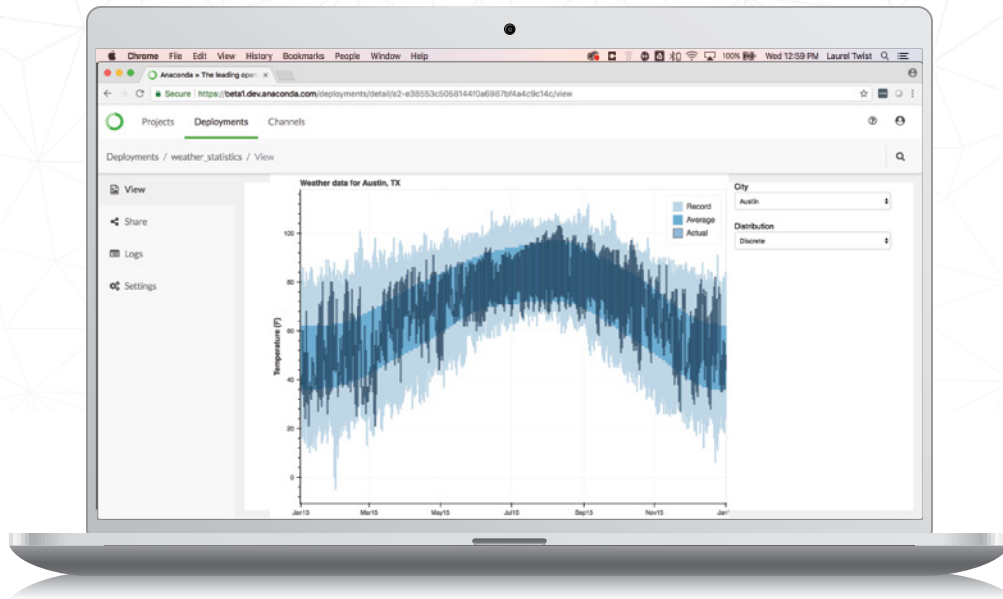 Chrome File Edit View History Bookmarks People Window Help 100% Wed 12:59 PM Laurel Twist
Anaconda » The leading open
Secure https://beta1.dev.anaconda.com/deployments/detail/s2-e38553c5058144f0a6987bf4a4c9c14c/view
Projects Deployments Channels
Deployments / weather_statistics / View
View
Share
Logs
Settings
Weather data for Austin, TX
Record
Average
Actual
City
Austin
Distribution
Discrete
Temperature (F)
100
80
60
40
20
0
Jan15 Mar15 May15 Jul15 Sep15 Nov15 Jan